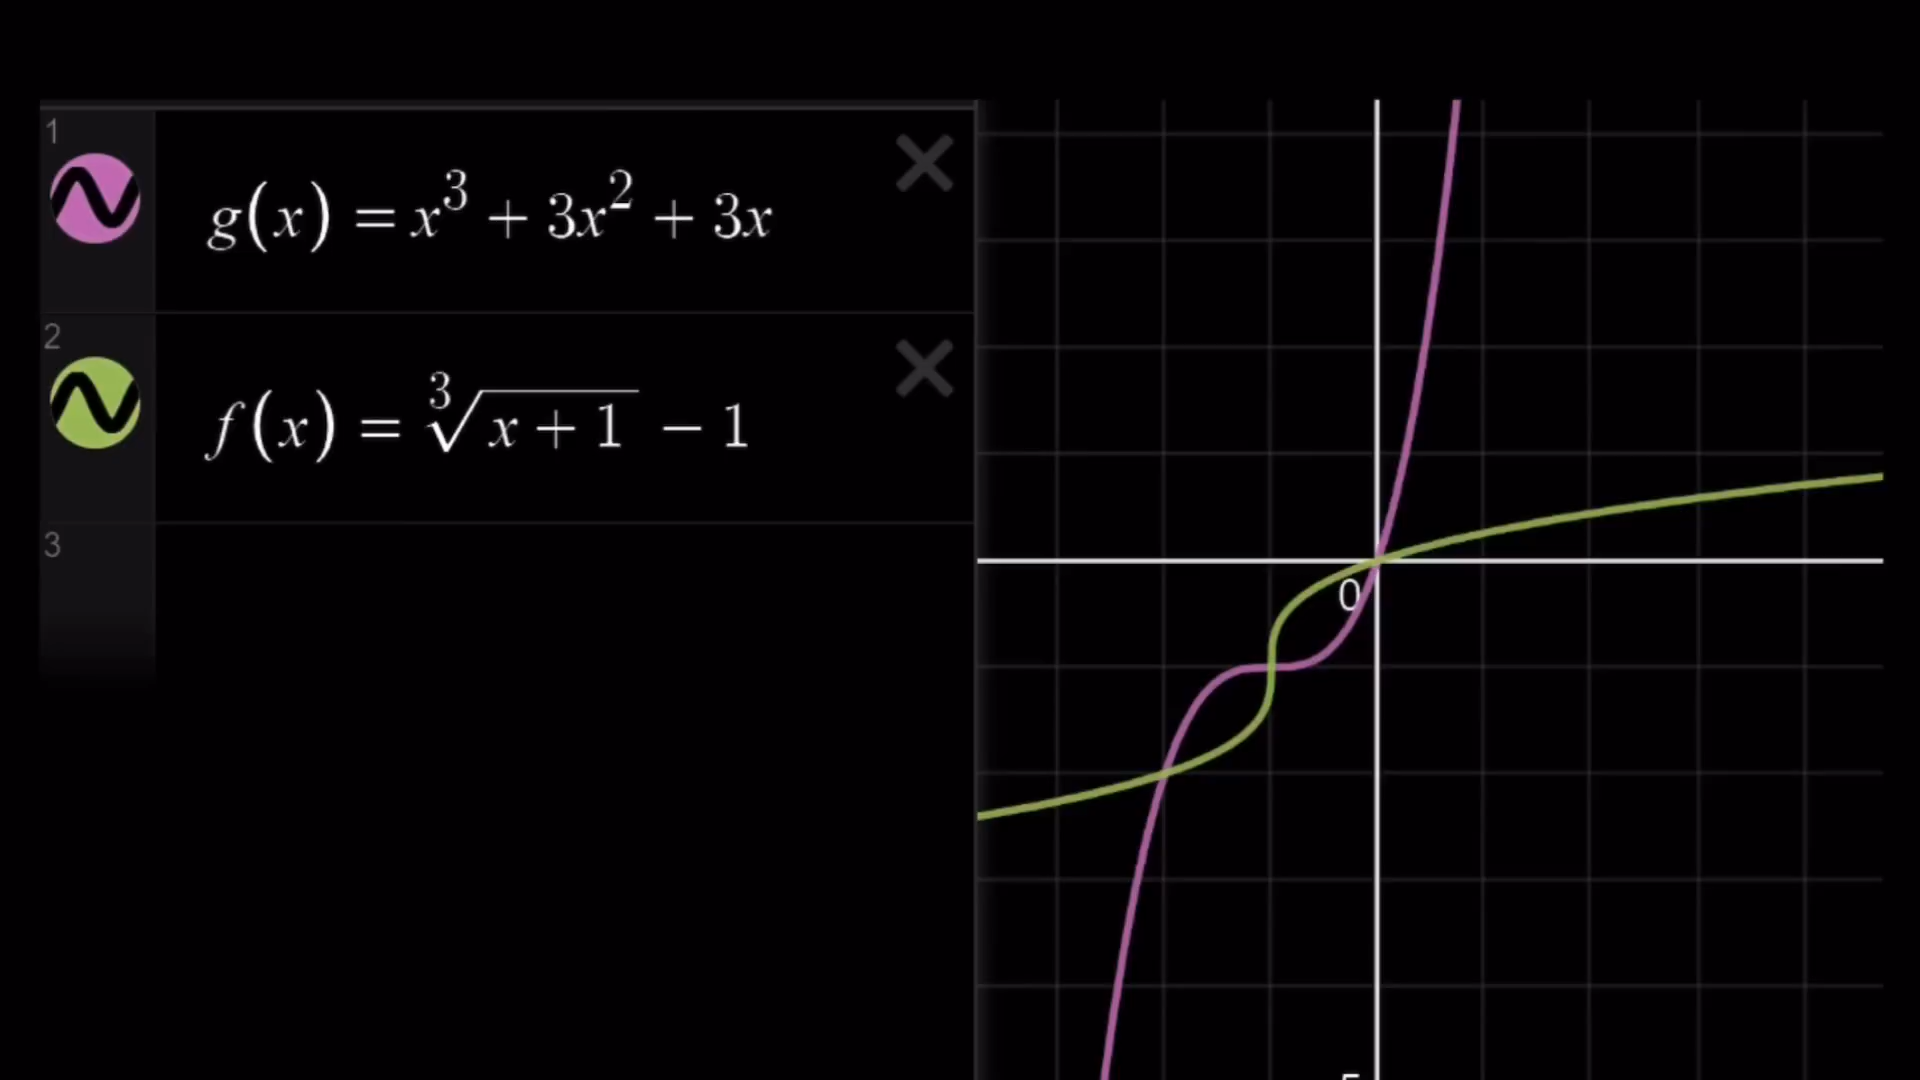 1
g(x) = x³ + 3x² + 3x
2
f(x) = ∛(x + 1) − 1
3
0